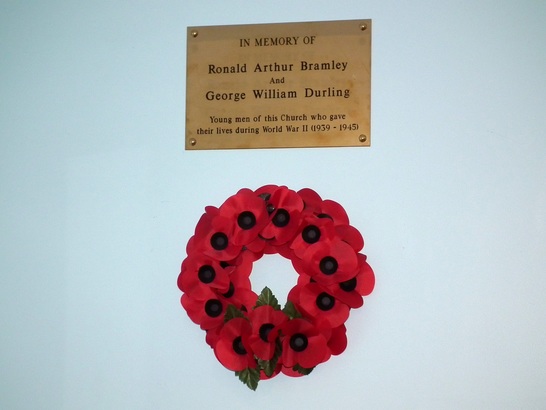 IN MEMORY OF
Ronald Arthur Bramley
And
George William Durling
Young men of this Church who gave
their lives during World War II (1939 - 1945)